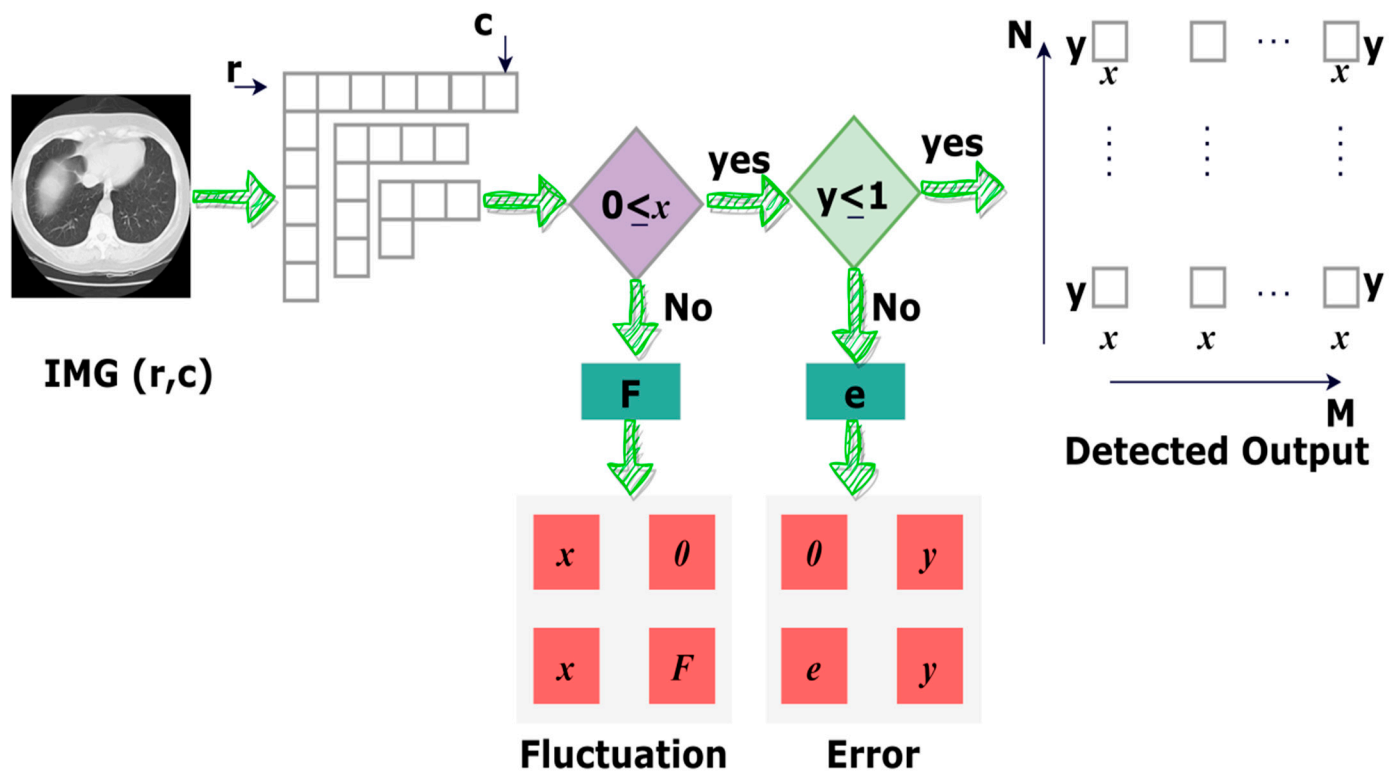 IMG (r,c)
r
c
0≤x
yes
No
F
x 0
x F
Fluctuation
y≤1
yes
No
e
0 y
e y
Error
N
y ... y
x x
y ... y
x x x
M
Detected Output